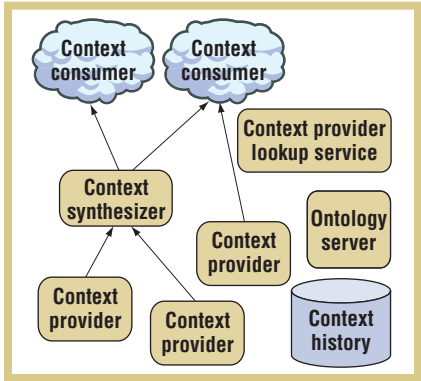 Context
consumer
Context
consumer
Context provider
lookup service
Context
synthesizer
Ontology
server
Context
provider
Context
provider
Context
provider
Context
history